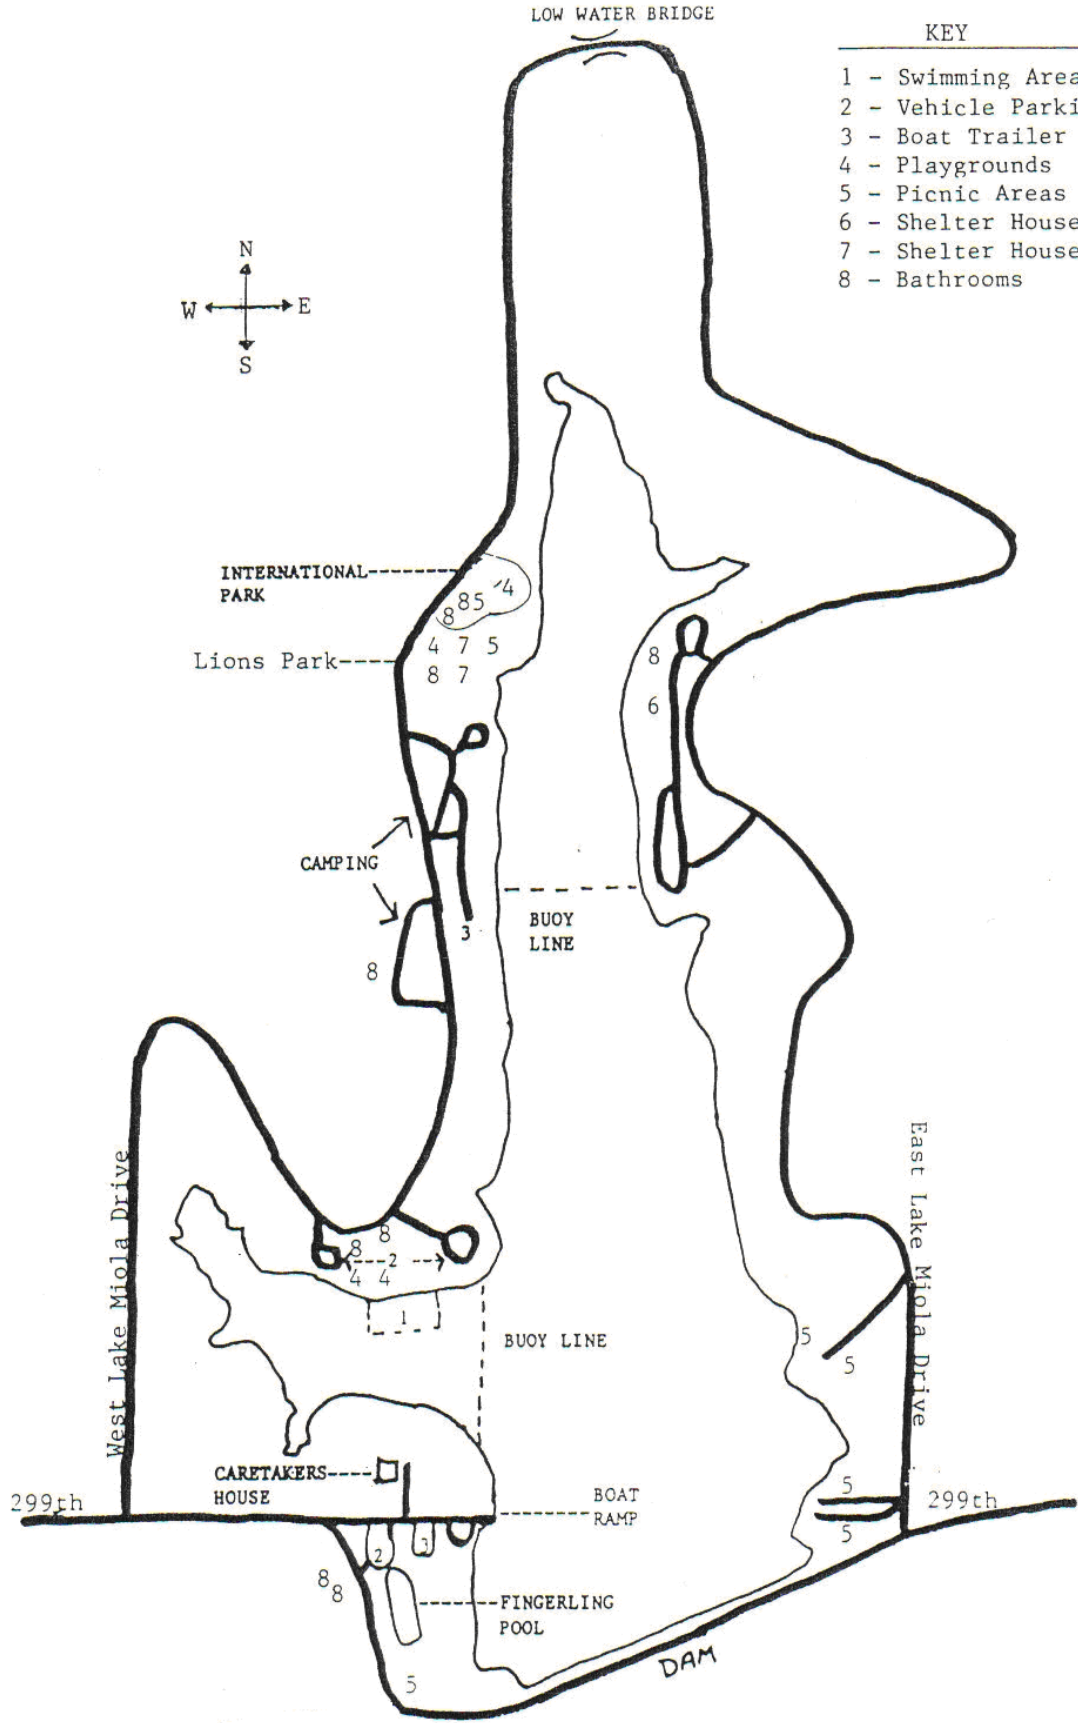 LOW WATER BRIDGE
KEY
1 - Swimming Area
2 - Vehicle Parki
3 - Boat Trailer
4 - Playgrounds
5 - Picnic Areas
6 - Shelter House
7 - Shelter House
8 - Bathrooms
N
W E
S
INTERNATIONAL
PARK
4
85
8
4 7 5
Lions Park
8 7
8
6
CAMPING
BUOY
LINE
3
8
West Lake Miola Drive
East Lake Miola Drive
8
8
2
4 4
1
BUOY LINE
5
5
CARETAKERS
HOUSE
299th
BOAT
RAMP
5
299th
5
2
3
8
8
FINGERLING
POOL
5
DAM